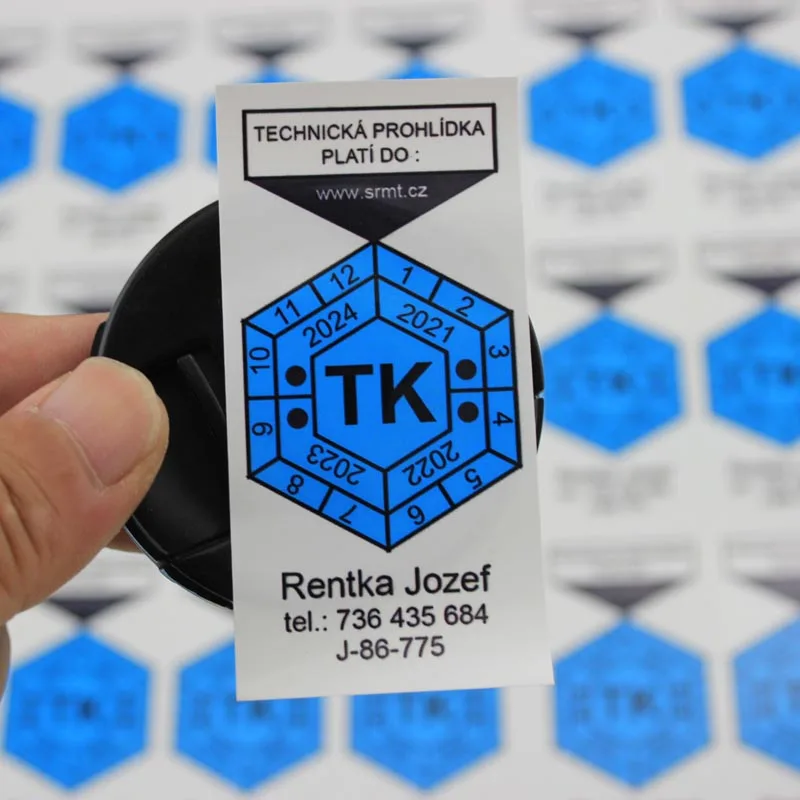 TECHNICKÁ PROHLÍDKA
PLATÍ DO :
www.srmt.cz
12 1
11 2
2024 2021
10 3
TK
9 4
2023 2022
8 5
7 6
Rentka Jozef
tel.: 736 435 684
J-86-775